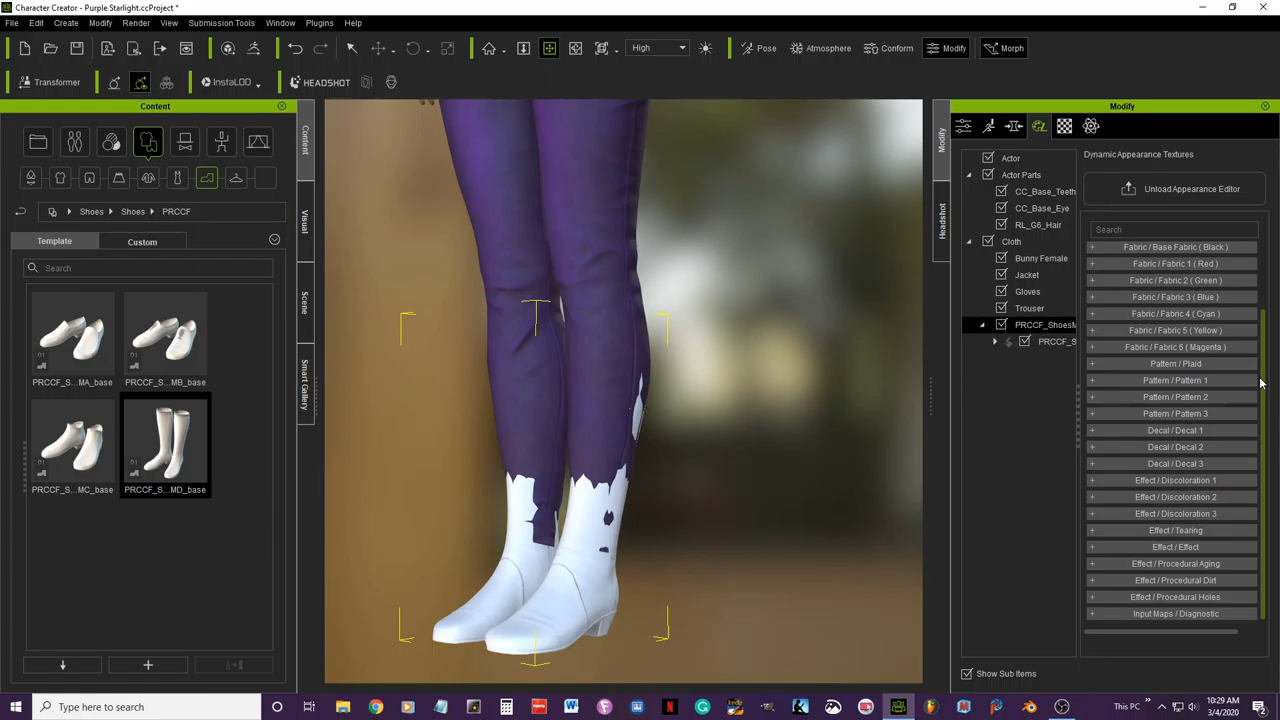 Character Creator - Purple Starlight.ccProject *
File Edit Create Modify Render View Submission Tools Window Plugins Help
High Pose Atmosphere Conform Modify Morph
Transformer InstaLOD HEADSHOT
Content
Shoes Shoes PRCCF
Template Custom
Search
PRCCF_S...MA_base PRCCF_S...MB_base
PRCCF_S...MC_base PRCCF_S...MD_base
Content
Visual
Scene
Smart Gallery
Modify
Headshot
Modify
Actor
Actor Parts
CC_Base_Teeth
CC_Base_Eye
RL_G6_Hair
Cloth
Bunny Female
Jacket
Gloves
Trouser
PRCCF_ShoesM
PRCCF_S
Show Sub Items
Dynamic Appearance Textures
Unload Appearance Editor
Search
Fabric / Base Fabric ( Black )
Fabric / Fabric 1 ( Red )
Fabric / Fabric 2 ( Green )
Fabric / Fabric 3 ( Blue )
Fabric / Fabric 4 ( Cyan )
Fabric / Fabric 5 ( Yellow )
Fabric / Fabric 6 ( Magenta )
Pattern / Plaid
Pattern / Pattern 1
Pattern / Pattern 2
Pattern / Pattern 3
Decal / Decal 1
Decal / Decal 2
Decal / Decal 3
Effect / Discoloration 1
Effect / Discoloration 2
Effect / Discoloration 3
Effect / Tearing
Effect / Effect
Effect / Procedural Aging
Effect / Procedural Dirt
Effect / Procedural Holes
Input Maps / Diagnostic
Type here to search
This PC
10:29 AM
3/4/2020